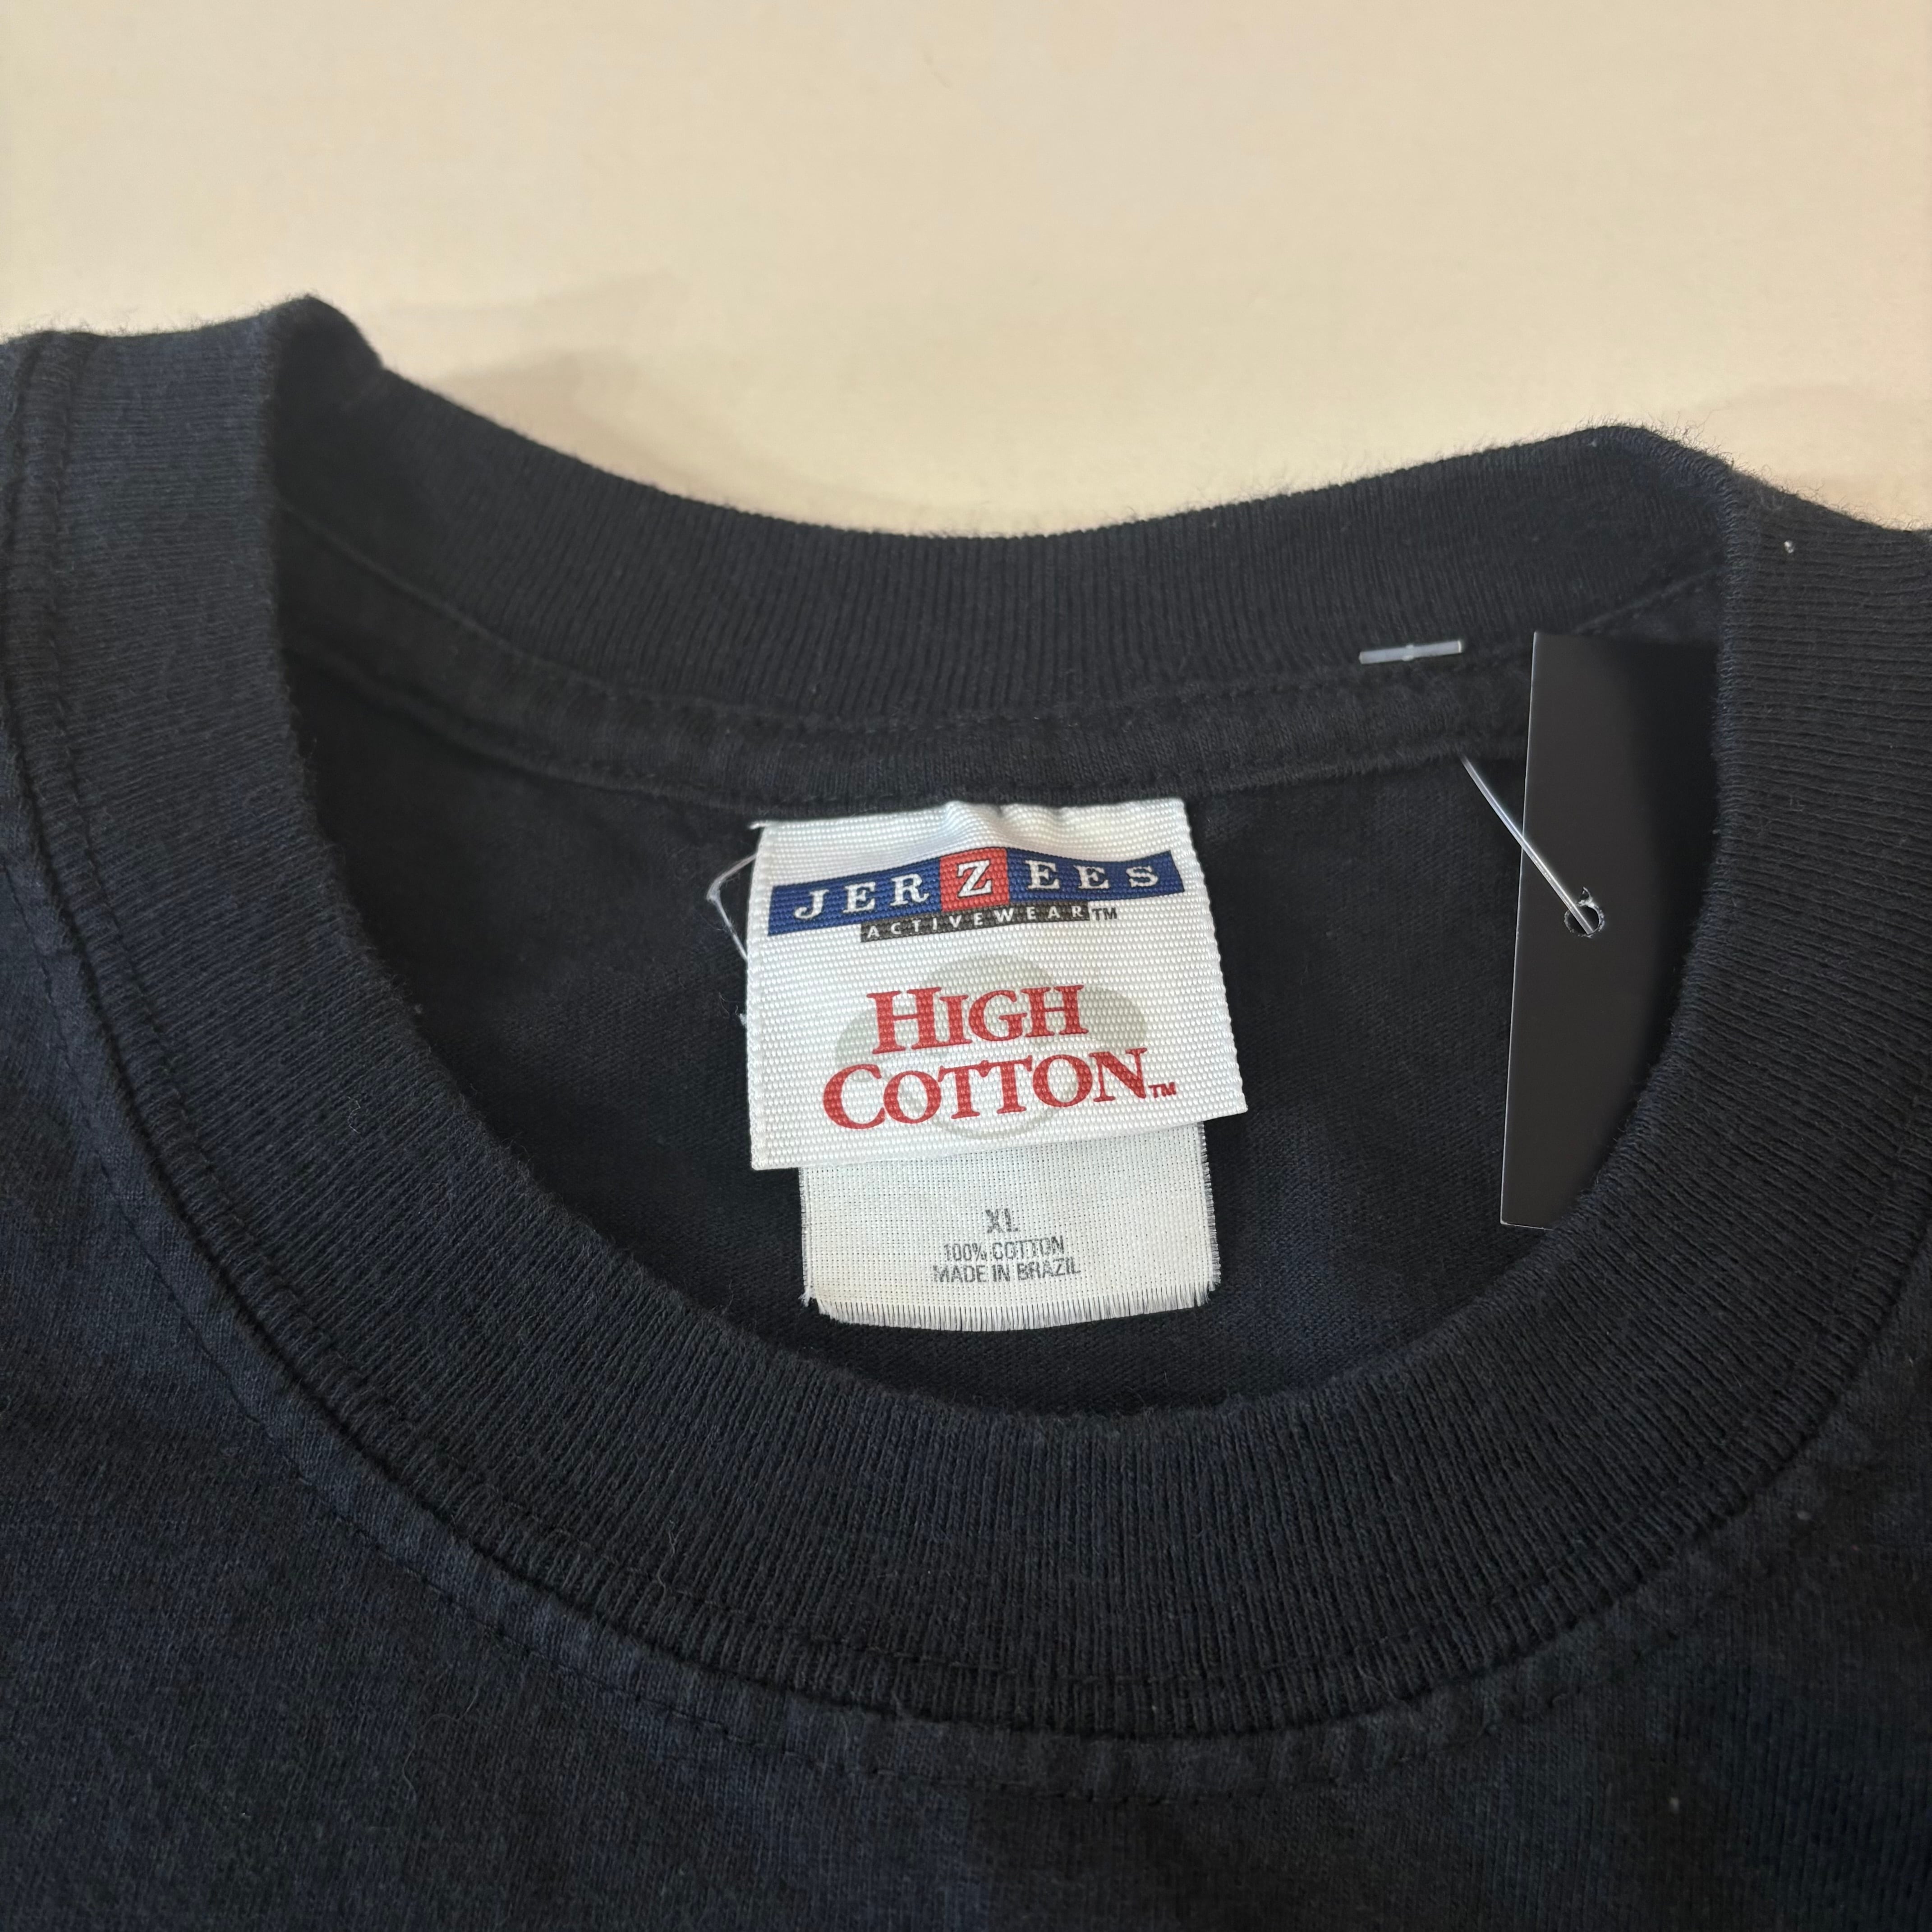 JERZEES
ACTIVEWEAR™
HIGH
COTTON™
XL
100% COTTON
MADE IN BRAZIL